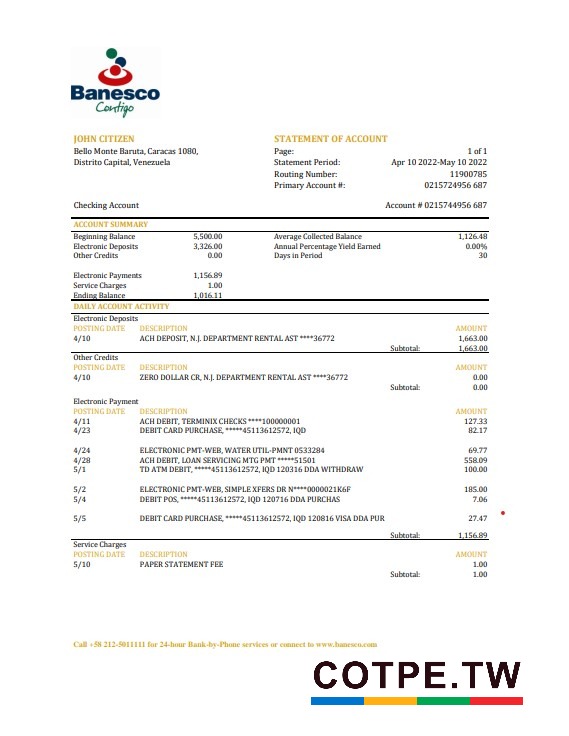 Banesco
Contigo
JOHN CITIZEN
Bello Monte Baruta, Caracas 1080,
Distrito Capital, Venezuela
STATEMENT OF ACCOUNT
Page: 1 of 1
Statement Period: Apr 10 2022-May 10 2022
Routing Number: 11900785
Primary Account #: 0215724956 687
Checking Account Account # 0215744956 687
ACCOUNT SUMMARY
Beginning Balance 5,500.00 Average Collected Balance 1,126.48
Electronic Deposits 3,326.00 Annual Percentage Yield Earned 0.00%
Other Credits 0.00 Days in Period 30
Electronic Payments 1,156.89
Service Charges 1.00
Ending Balance 1,016.11
DAILY ACCOUNT ACTIVITY
Electronic Deposits
POSTING DATE DESCRIPTION AMOUNT
4/10 ACH DEPOSIT, N.J. DEPARTMENT RENTAL AST ****36772 1,663.00
Subtotal: 1,663.00
Other Credits
POSTING DATE DESCRIPTION AMOUNT
4/10 ZERO DOLLAR CR, N.J. DEPARTMENT RENTAL AST ****36772 0.00
Subtotal: 0.00
Electronic Payment
POSTING DATE DESCRIPTION AMOUNT
4/11 ACH DEBIT, TERMINIX CHECKS ****100000001 127.33
4/23 DEBIT CARD PURCHASE, *****45113612572, IQD 82.17
4/24 ELECTRONIC PMT-WEB, WATER UTIL-PMNT 0533284 69.77
4/28 ACH DEBIT, LOAN SERVICING MTG PMT *****51501 558.09
5/1 TD ATM DEBIT, *****45113612572, IQD 120316 DDA WITHDRAW 100.00
5/2 ELECTRONIC PMT-WEB, SIMPLE XFERS DR N****0000021K6F 185.00
5/4 DEBIT POS, *****45113612572, IQD 120716 DDA PURCHAS 7.06
5/5 DEBIT CARD PURCHASE, *****45113612572, IQD 120816 VISA DDA PUR 27.47
Subtotal: 1,156.89
Service Charges
POSTING DATE DESCRIPTION AMOUNT
5/10 PAPER STATEMENT FEE 1.00
Subtotal: 1.00
Call +58 212-5011111 for 24-hour Bank-by-Phone services or connect to www.banesco.com
COTPE.TW